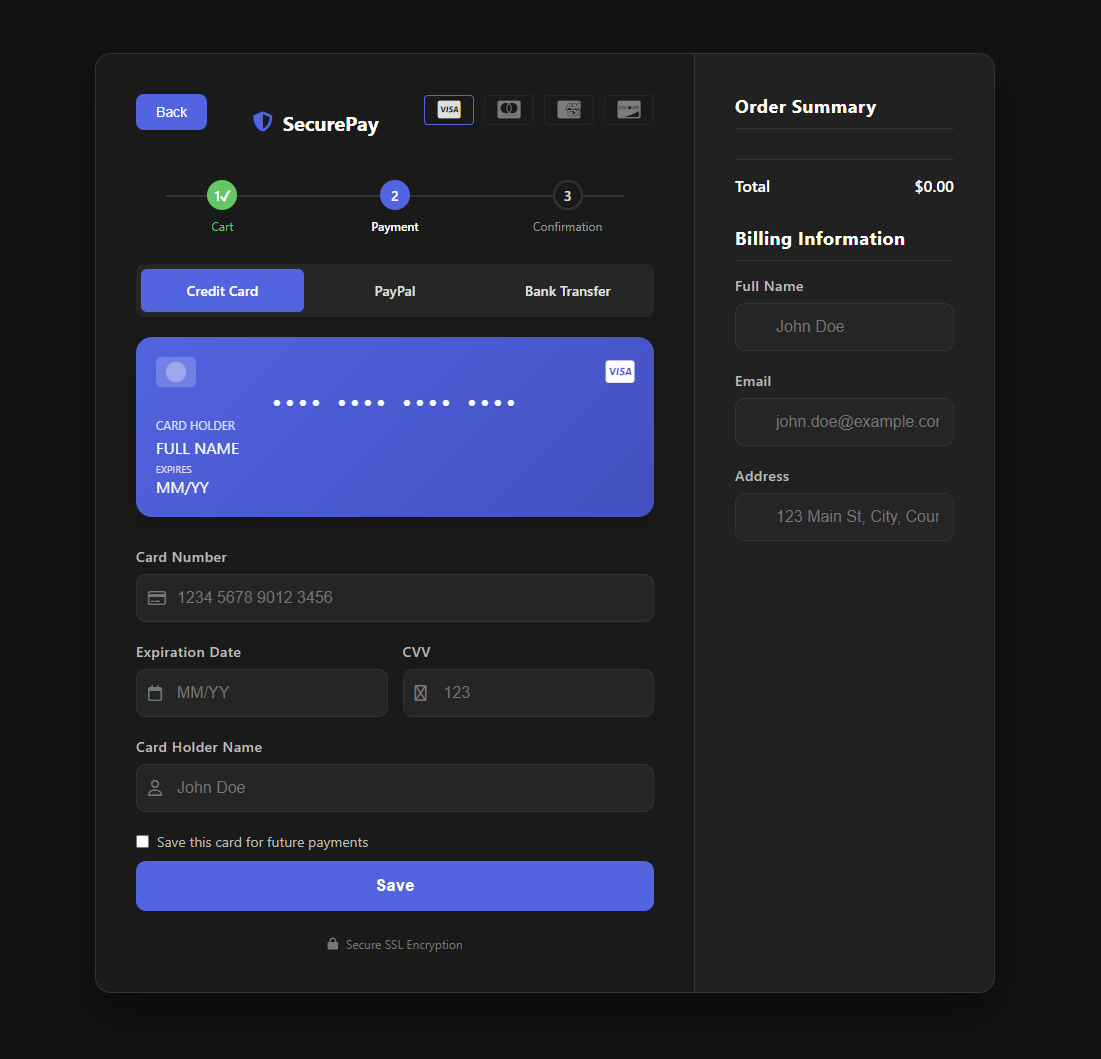 Back
SecurePay
VISA
AM
EX
Order Summary
Total $0.00
1✓ 2 3
Cart Payment Confirmation
Billing Information
Full Name
John Doe
Email
john.doe@example.cor
Address
123 Main St, City, Cour
Credit Card PayPal Bank Transfer
VISA
•••• •••• •••• ••••
CARD HOLDER
FULL NAME
EXPIRES
MM/YY
Card Number
1234 5678 9012 3456
Expiration Date CVV
MM/YY 123
Card Holder Name
John Doe
Save this card for future payments
Save
Secure SSL Encryption